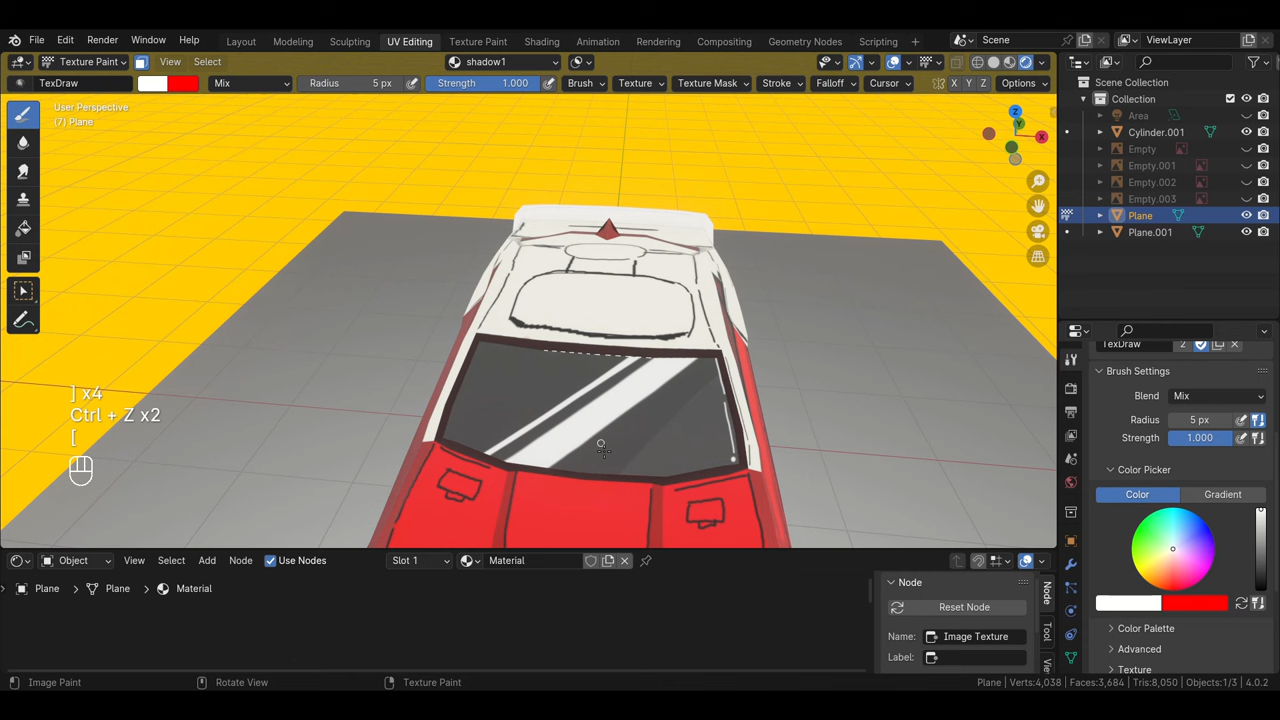 File Edit Render Window Help Layout Modeling Sculpting UV Editing Texture Paint Shading Animation Rendering Compositing Geometry Nodes Scripting + Scene ViewLayer
Texture Paint View Select shadow1
TexDraw Mix Radius 5 px Strength 1.000 Brush Texture Texture Mask Stroke Falloff Cursor X Y Z Options
Scene Collection
Collection
Area
Cylinder.001
Empty
Empty.001
Empty.002
Empty.003
Plane
Plane.001
User Perspective
(7) Plane
Z
Y
X
] x4
Ctrl + Z x2
[
TexDraw 2
Brush Settings
Blend Mix
Radius 5 px
Strength 1.000
Color Picker
Color Gradient
Color Palette
Advanced
Texture
Object View Select Add Node Use Nodes Slot 1 Material
Plane > Plane > Material
Node
Reset Node
Name: Image Texture
Label:
Node
Tool
Image Paint Rotate View Texture Paint Plane | Verts:4,038 | Faces:3,684 | Tris:8,050 | Objects:1/3 | 4.0.2